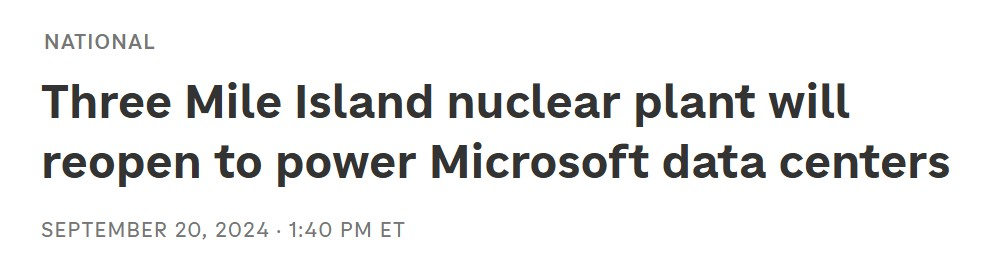 NATIONAL
Three Mile Island nuclear plant will
reopen to power Microsoft data centers
SEPTEMBER 20, 2024 · 1:40 PM ET